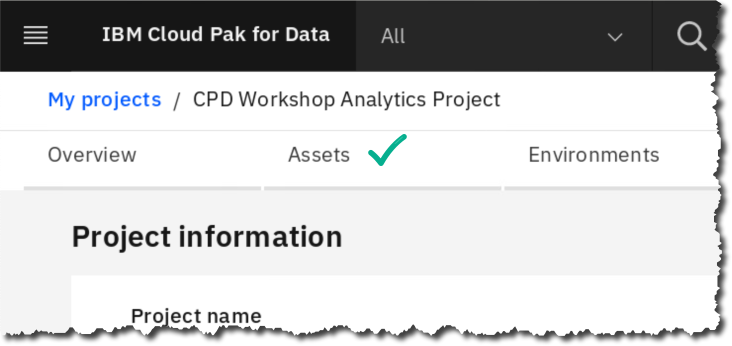 IBM Cloud Pak for Data All
My projects / CPD Workshop Analytics Project
Overview Assets Environments
Project information
Project name